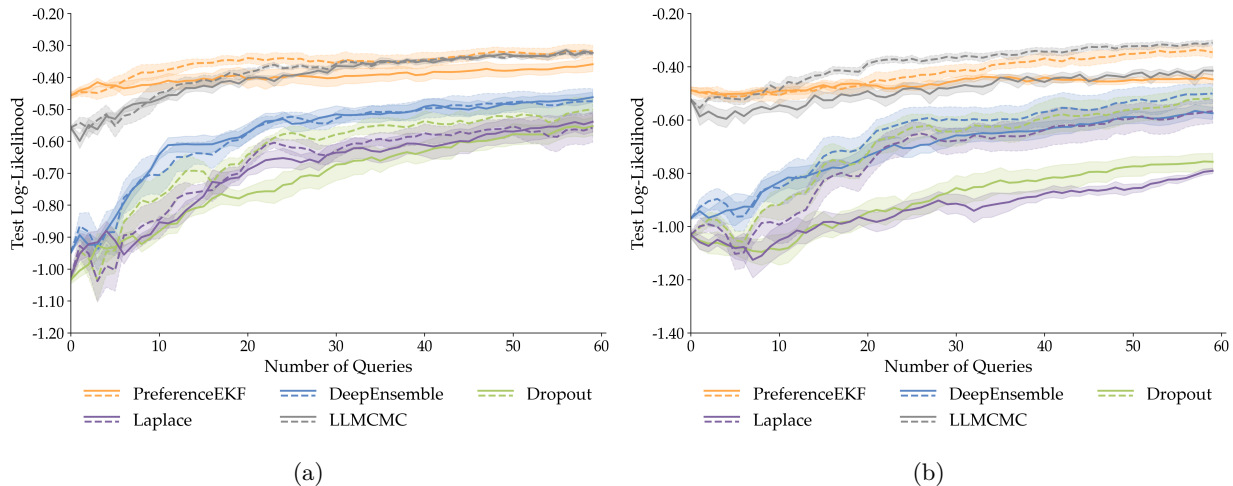 -0.20
-0.30
-0.40
-0.50
-0.60
-0.70
-0.80
-0.90
-1.00
-1.10
-1.20
Test Log-Likelihood
0 10 20 30 40 50 60
Number of Queries
PreferenceEKF DeepEnsemble Dropout
Laplace LLMCMC
(a)
-0.20
-0.40
-0.60
-0.80
-1.00
-1.20
-1.40
Test Log-Likelihood
0 10 20 30 40 50 60
Number of Queries
PreferenceEKF DeepEnsemble Dropout
Laplace LLMCMC
(b)